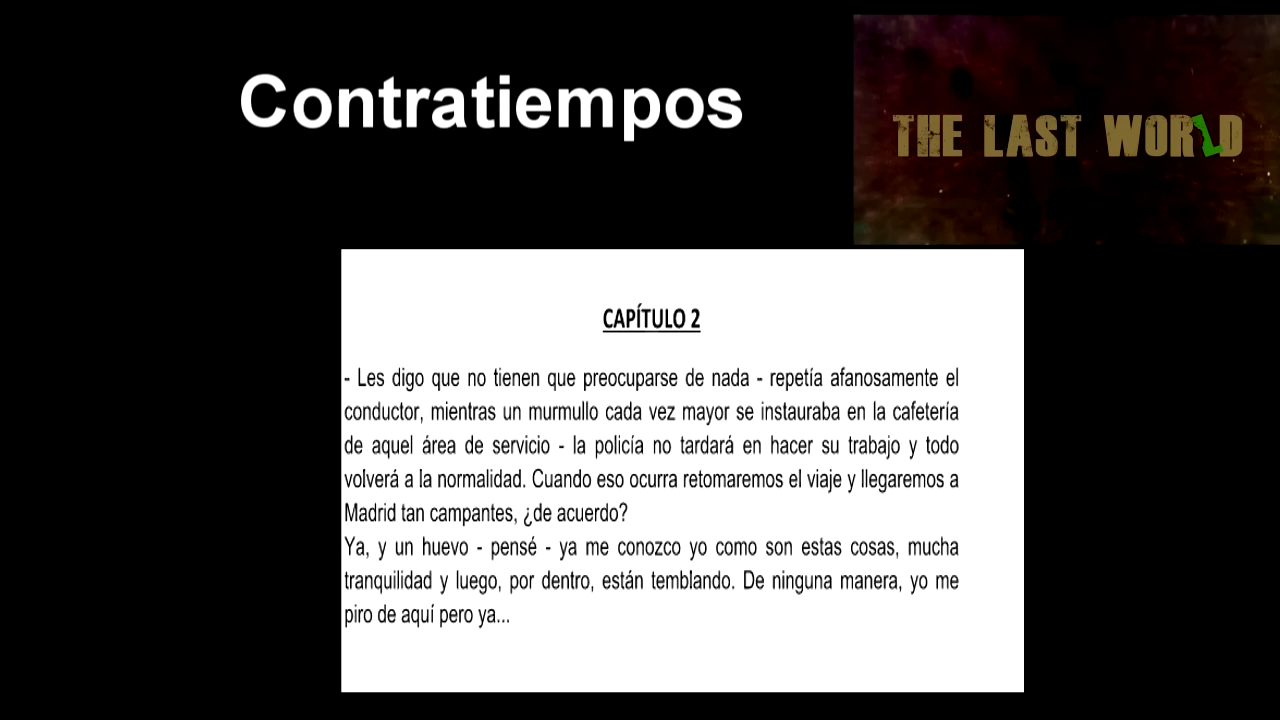 Contratiempos
THE LAST WORLD
CAPÍTULO 2
- Les digo que no tienen que preocuparse de nada - repetía afanosamente el
conductor, mientras un murmullo cada vez mayor se instauraba en la cafetería
de aquel área de servicio - la policía no tardará en hacer su trabajo y todo
volverá a la normalidad. Cuando eso ocurra retomaremos el viaje y llegaremos a
Madrid tan campantes, ¿de acuerdo?
Ya, y un huevo - pensé - ya me conozco yo como son estas cosas, mucha
tranquilidad y luego, por dentro, están temblando. De ninguna manera, yo me
piro de aquí pero ya...